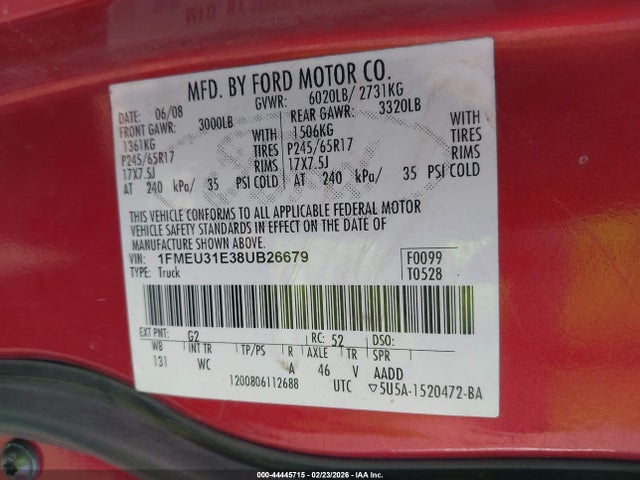 MFD. BY FORD MOTOR CO.
DATE: 06/08 GVWR: 6020LB/ 2731KG
FRONT GAWR: 3000LB REAR GAWR: 3320LB
1361KG WITH 1506KG WITH
P245/65R17 TIRES P245/65R17 TIRES
17X7.5J RIMS 17X7.5J RIMS
AT 240 kPa/ 35 PSI COLD AT 240 kPa/ 35 PSI COLD
THIS VEHICLE CONFORMS TO ALL APPLICABLE FEDERAL MOTOR
VEHICLE SAFETY STANDARDS IN EFFECT ON THE DATE OF
MANUFACTURE SHOWN ABOVE.
VIN: 1FMEU31E38UB26679 F0099
TYPE: Truck T0528
EXT PNT: G2 RC: 52 DSO:
WB INT TR TP/PS R AXLE TR SPR
131 WC A 46 V AADD
1200806112688 UTC ▽5U5A-1520472-BA
000-44445715 - 02/23/2026 - IAAI Inc.